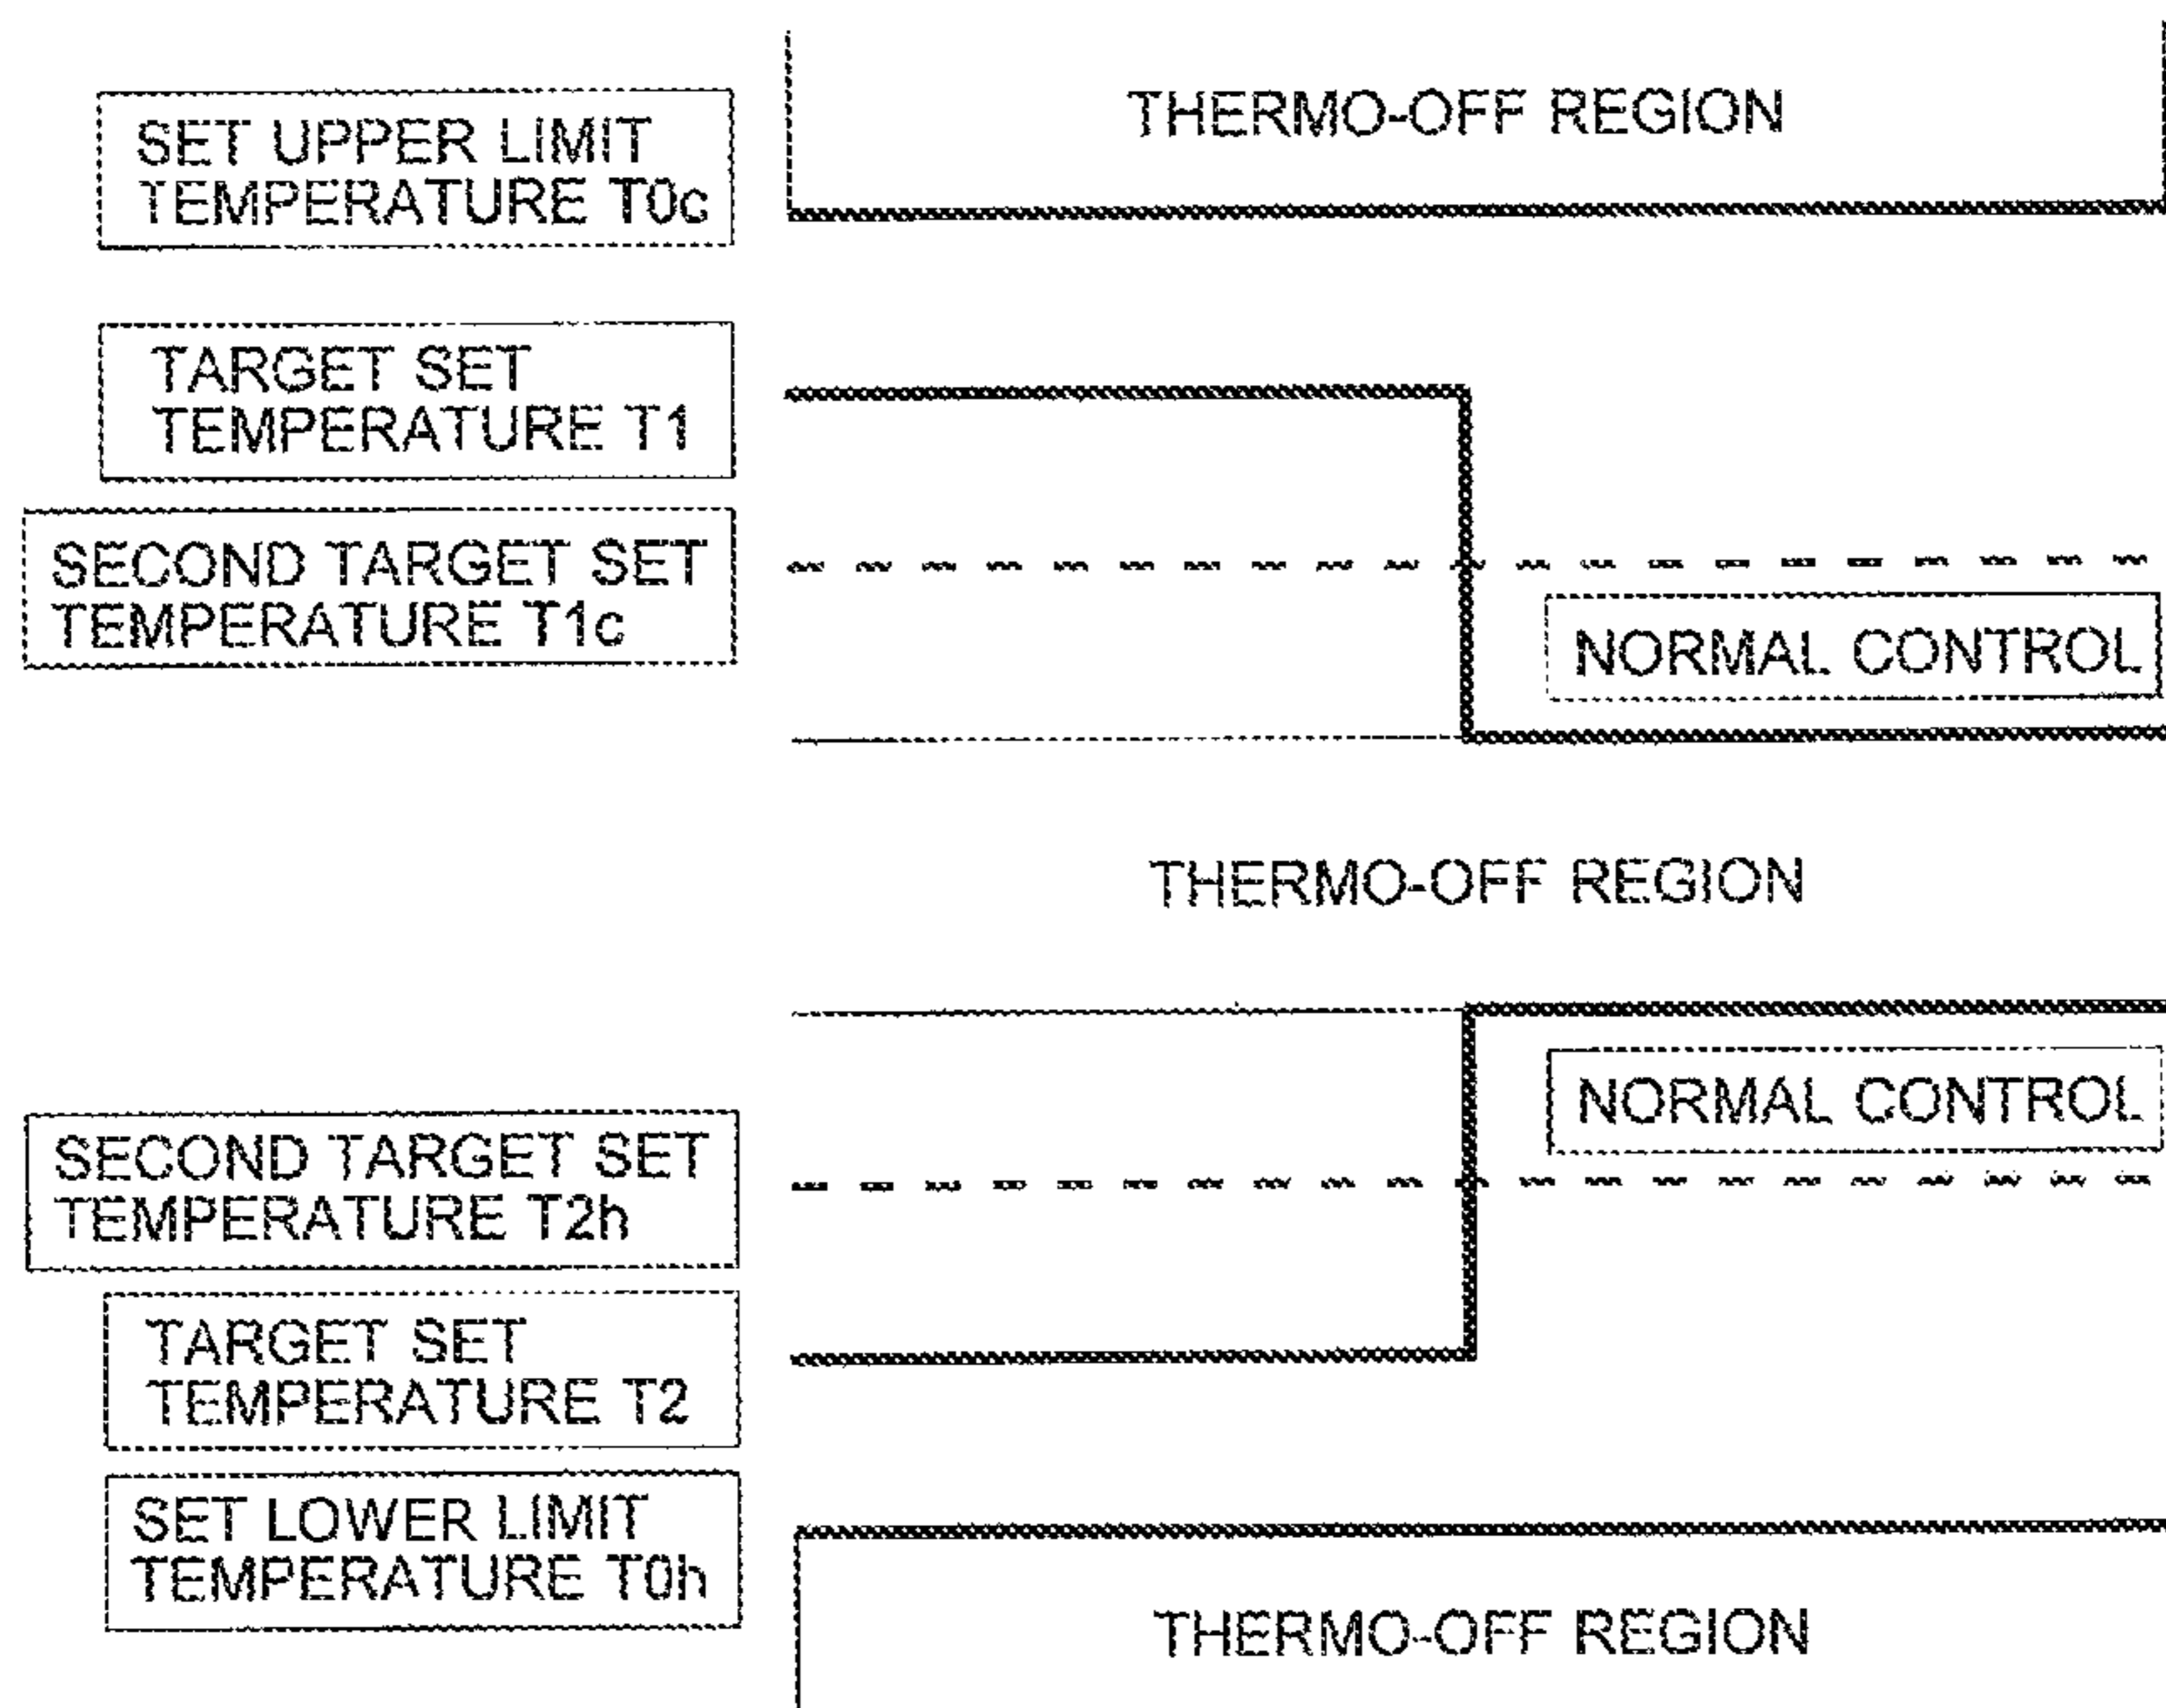 THERMO-OFF REGION
SET UPPER LIMIT
TEMPERATURE T0c
TARGET SET
TEMPERATURE T1
SECOND TARGET SET
TEMPERATURE T1c
NORMAL CONTROL
THERMO-OFF REGION
NORMAL CONTROL
SECOND TARGET SET
TEMPERATURE T2h
TARGET SET
TEMPERATURE T2
SET LOWER LIMIT
TEMPERATURE T0h
THERMO-OFF REGION